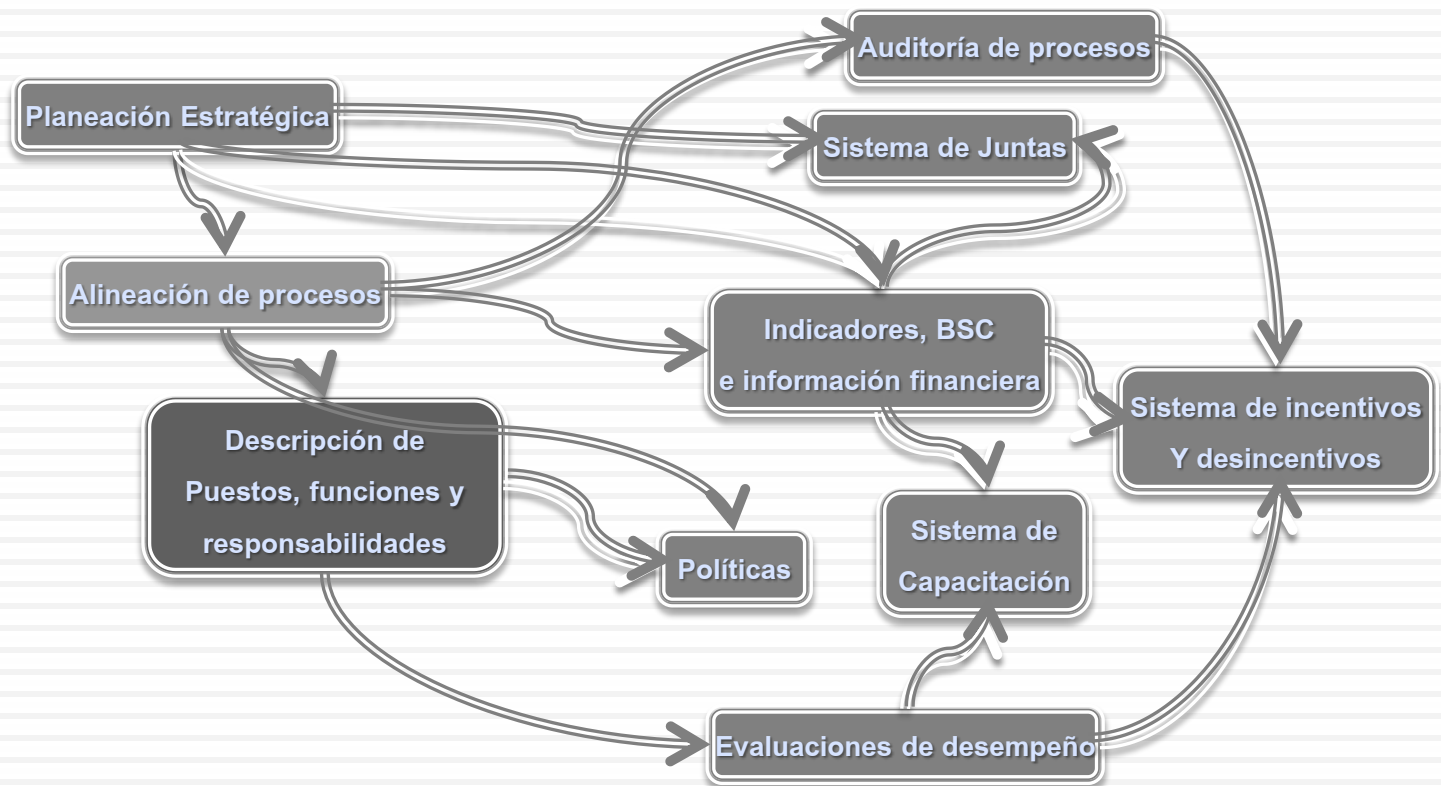 Auditoría de procesos
Planeación Estratégica
Sistema de Juntas
Alineación de procesos
Indicadores, BSC
e información financiera
Sistema de incentivos
Y desincentivos
Descripción de
Puestos, funciones y
responsabilidades
Políticas
Sistema de
Capacitación
Evaluaciones de desempeño